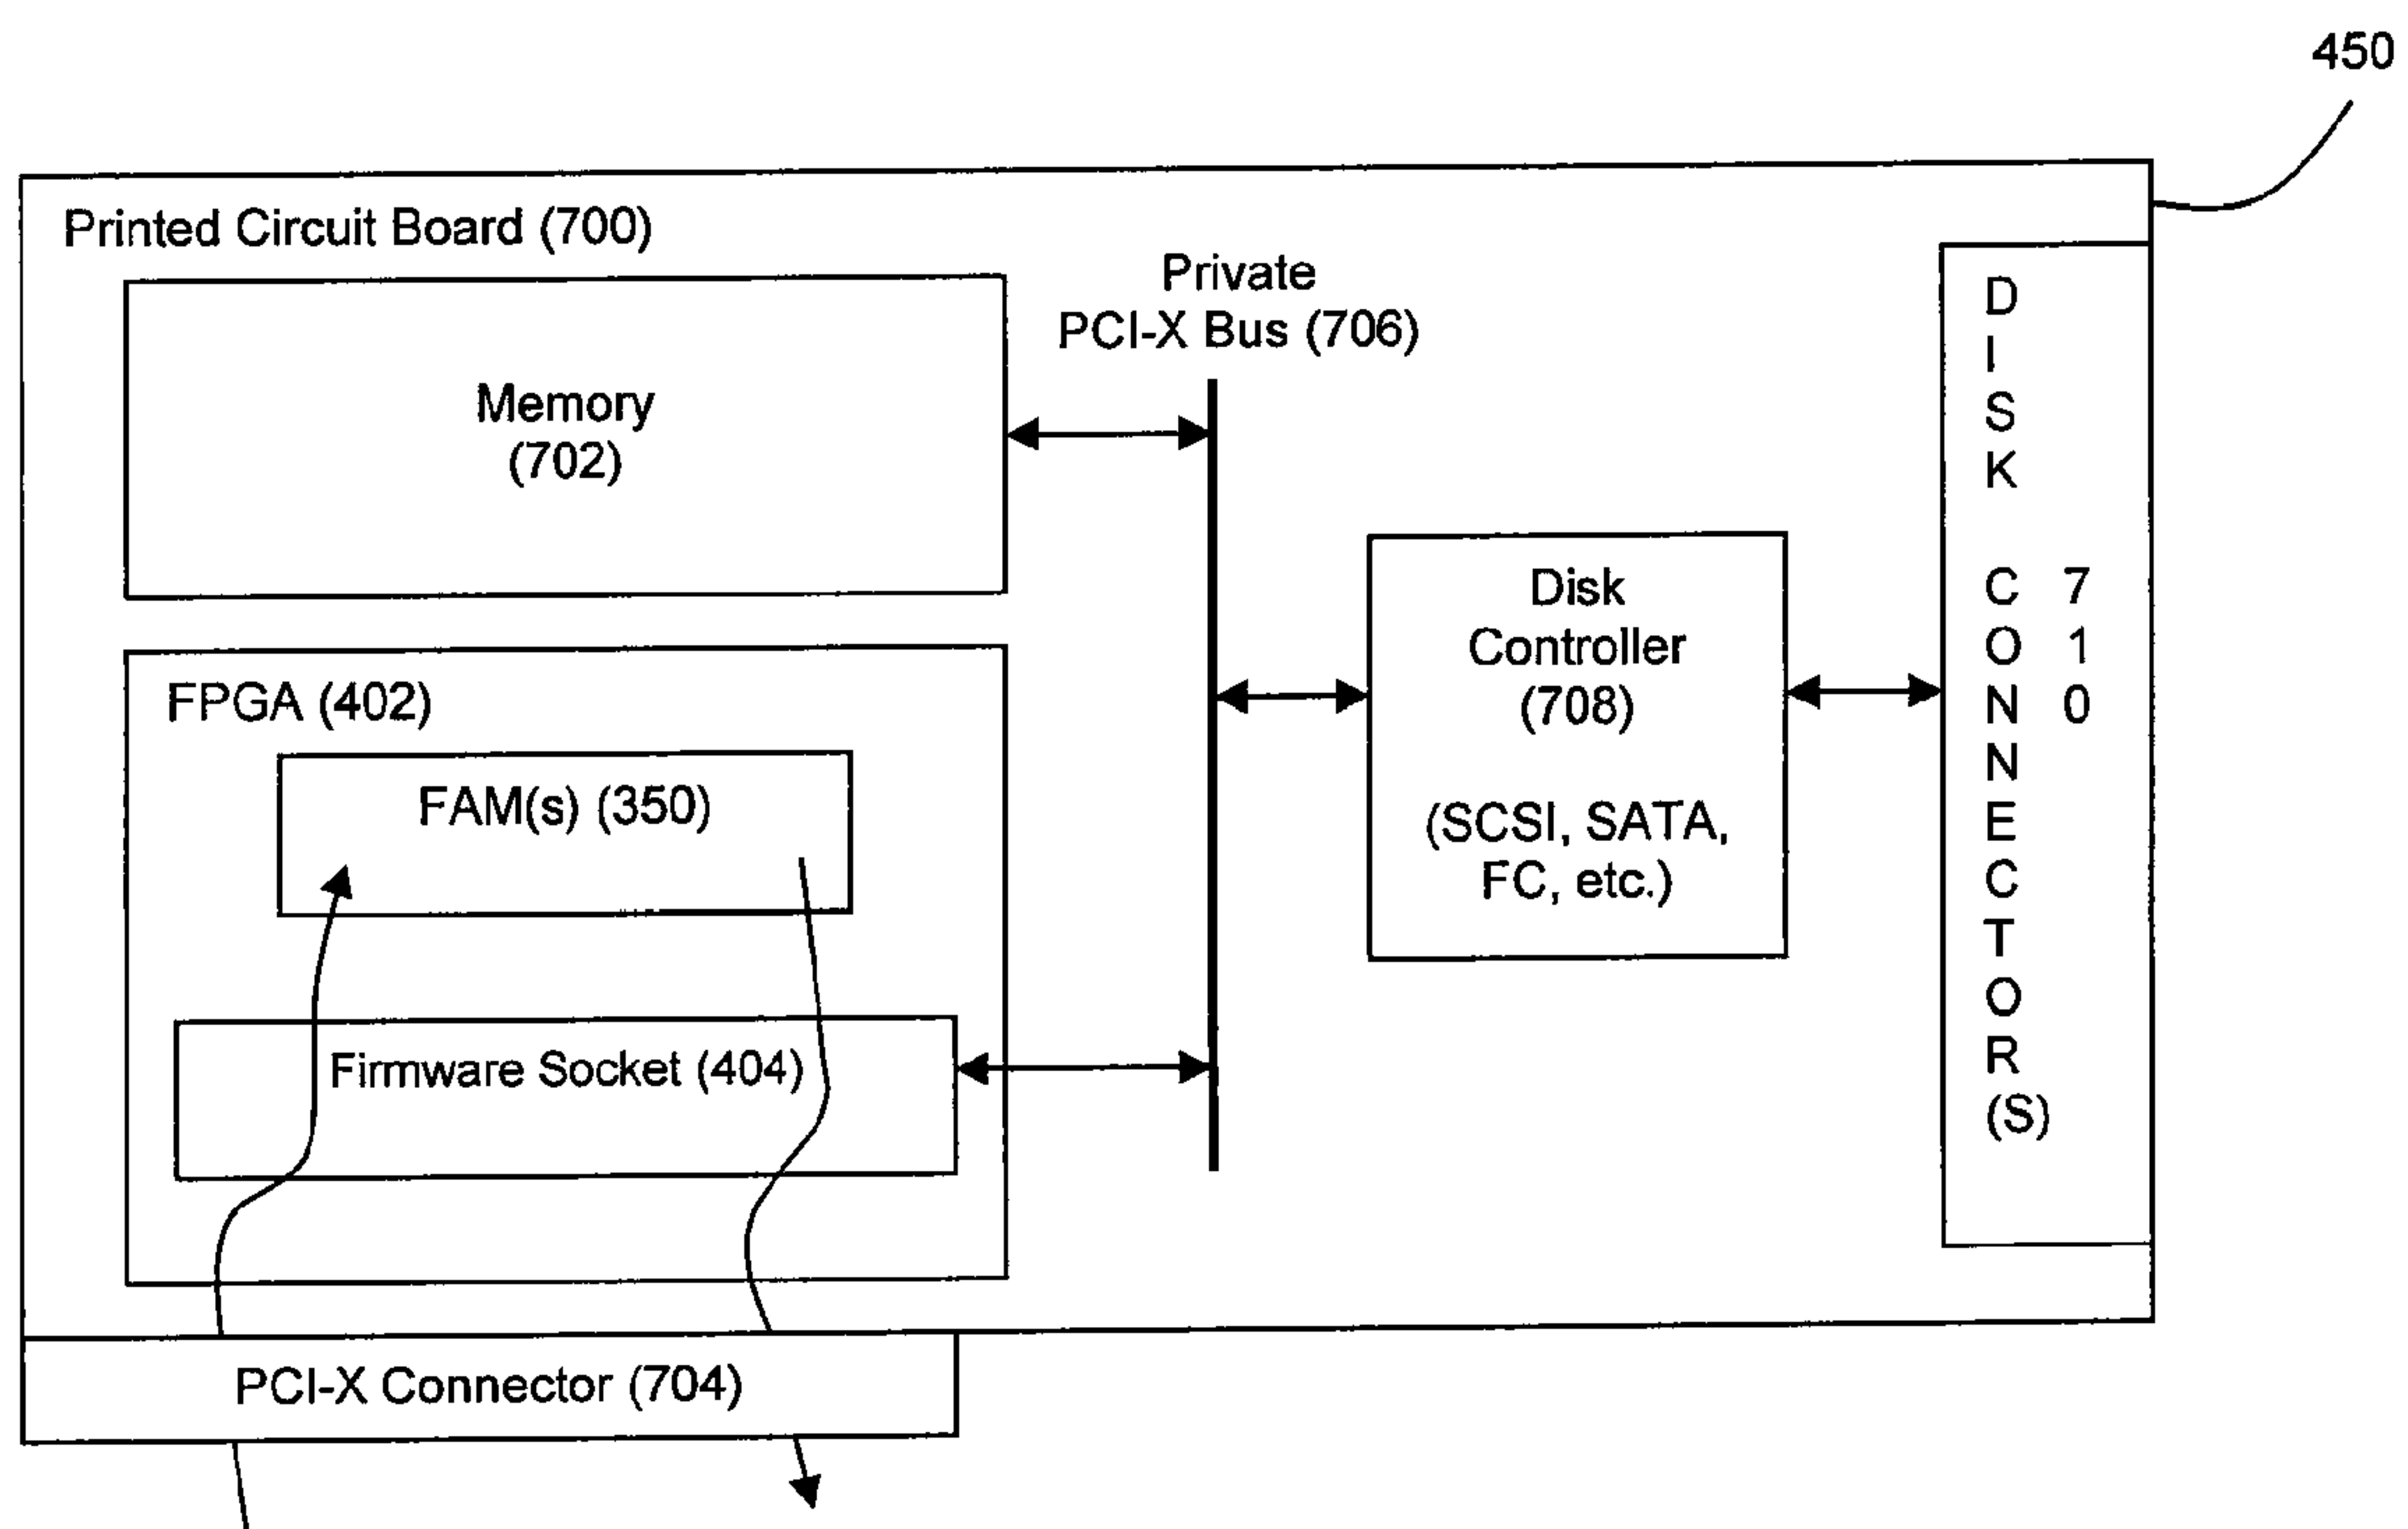 450
Printed Circuit Board (700)
Private
PCI-X Bus (706)
Memory
(702)
FPGA (402)
FAM(s) (350)
Firmware Socket (404)
Disk
Controller
(708)
(SCSI, SATA,
FC, etc.)
DISK CONNECTOR(S)
710
PCI-X Connector (704)